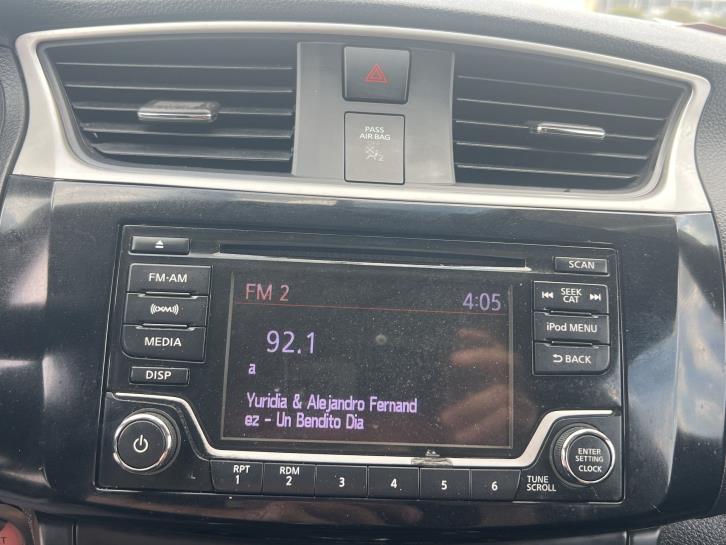 PASS
AIR BAG
2
SCAN
FM·AM
FM 2
4:05
SEEK
CAT
XM
92.1
iPod MENU
MEDIA
a
BACK
DISP
Yuridia & Alejandro Fernand
ez - Un Bendito Dia
ENTER
SETTING
CLOCK
RPT
1
RDM
2
3
4
5
6
TUNE
SCROLL